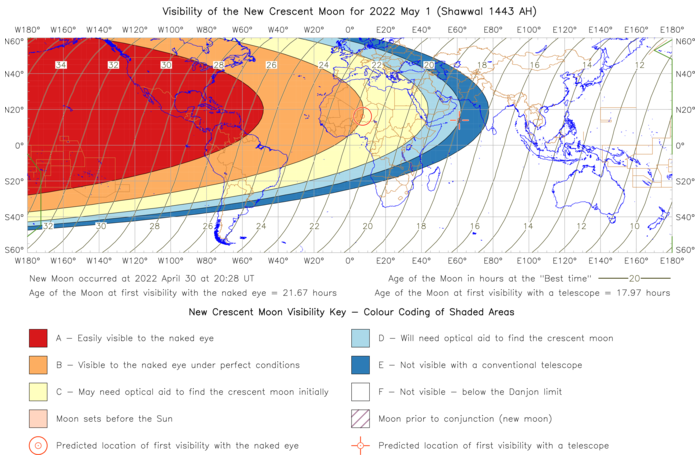 Visibility of the New Crescent Moon for 2022 May 1 (Shawwal 1443 AH)
W180° W160° W140° W120° W100° W80° W60° W40° W20° 0° E20° E40° E60° E80° E100° E120° E140° E160° E180°
N60° N60°
34 32 30 28 26 24 22 20 18 16 14 12
N40° N40°
N20° N20°
0° 0°
S20° S20°
S40° S40°
32 30 28 26 24 22 20 18 16 14 12
S60° S60°
W180° W160° W140° W120° W100° W80° W60° W40° W20° 0° E20° E40° E60° E80° E100° E120° E140° E160° E180°
New Moon occurred at 2022 April 30 at 20:28 UT Age of the Moon in hours at the "Best time" 20
Age of the Moon at first visibility with the naked eye = 21.67 hours Age of the Moon at first visibility with a telescope = 17.97 hours
New Crescent Moon Visibility Key – Colour Coding of Shaded Areas
A – Easily visible to the naked eye D – Will need optical aid to find the crescent moon
B – Visible to the naked eye under perfect conditions E – Not visible with a conventional telescope
C – May need optical aid to find the crescent moon initially F – Not visible – below the Danjon limit
Moon sets before the Sun Moon prior to conjunction (new moon)
Predicted location of first visibility with the naked eye Predicted location of first visibility with a telescope